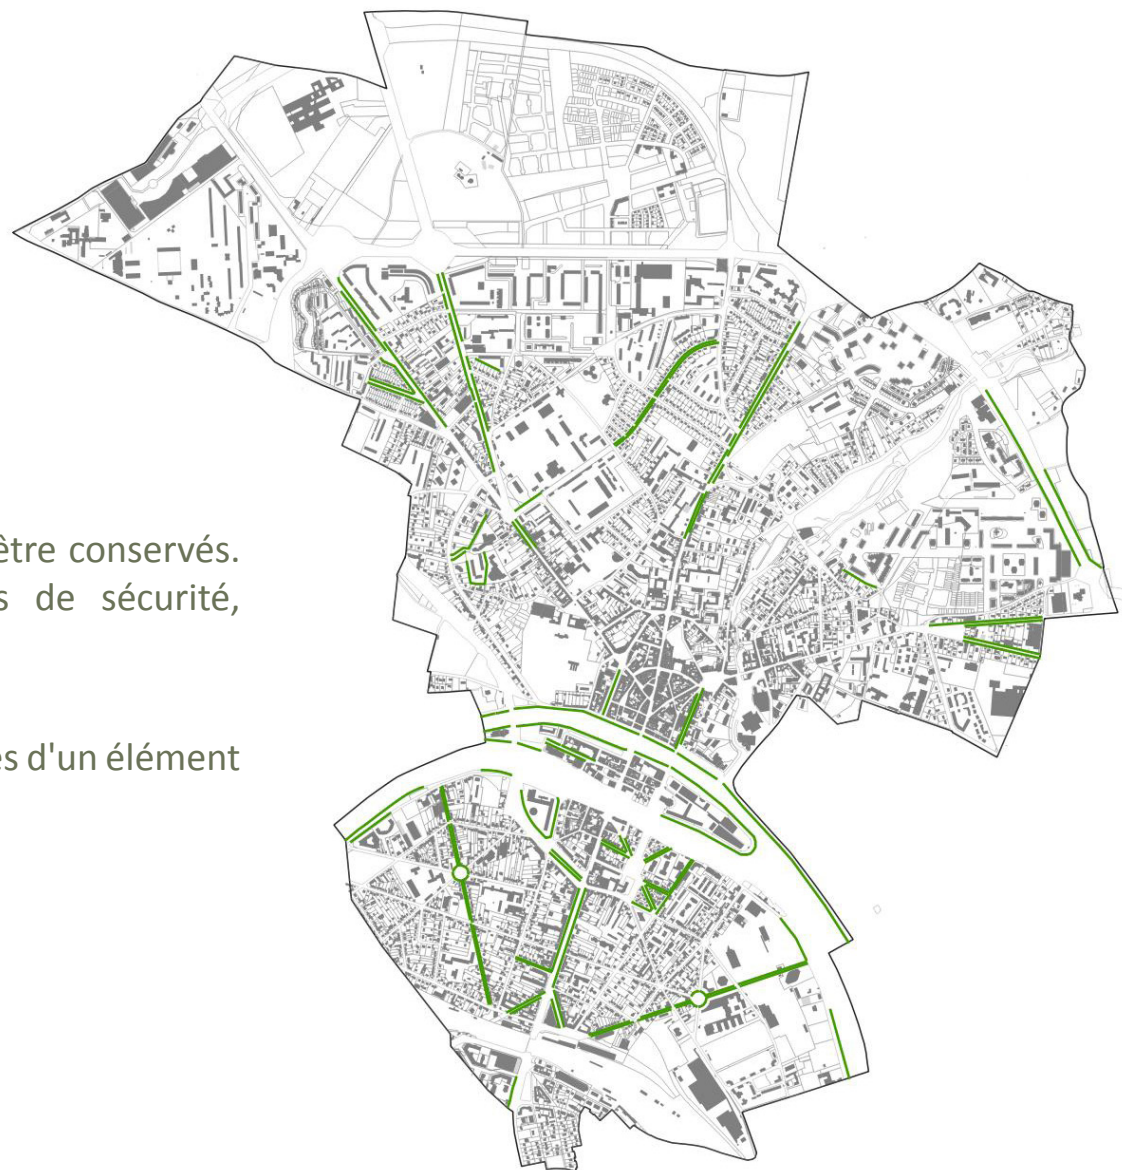 être conservés.
s de sécurité,
es d'un élément